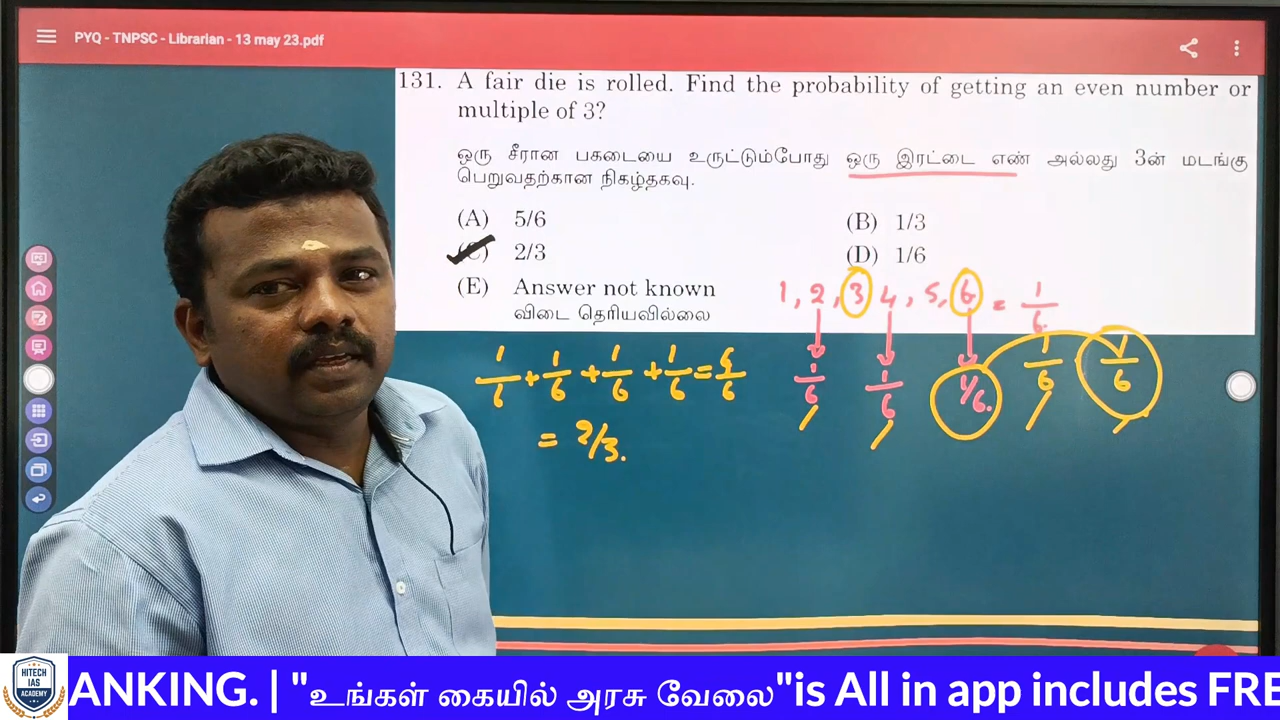 PYQ - TNPSC - Librarian - 13 may 23.pdf
131. A fair die is rolled. Find the probability of getting an even number or
multiple of 3?
ஒரு சீரான பகடையை உருட்டும்போது ஒரு இரட்டை எண் அல்லது 3ன் மடங்கு
பெறுவதற்கான நிகழ்தகவு.
(A) 5/6
(B) 1/3
(C) 2/3
(D) 1/6
(E) Answer not known
விடை தெரியவில்லை
1, 2, 3 4, 5, 6 = 1/6
1/6 1/6 1/6. 1/6 1/6
1/6 + 1/6 + 1/6 + 1/6 = 4/6
= 2/3.
HITECH
IAS
ACADEMY
ANKING. | "உங்கள் கையில் அரசு வேலை"is All in app includes FRE